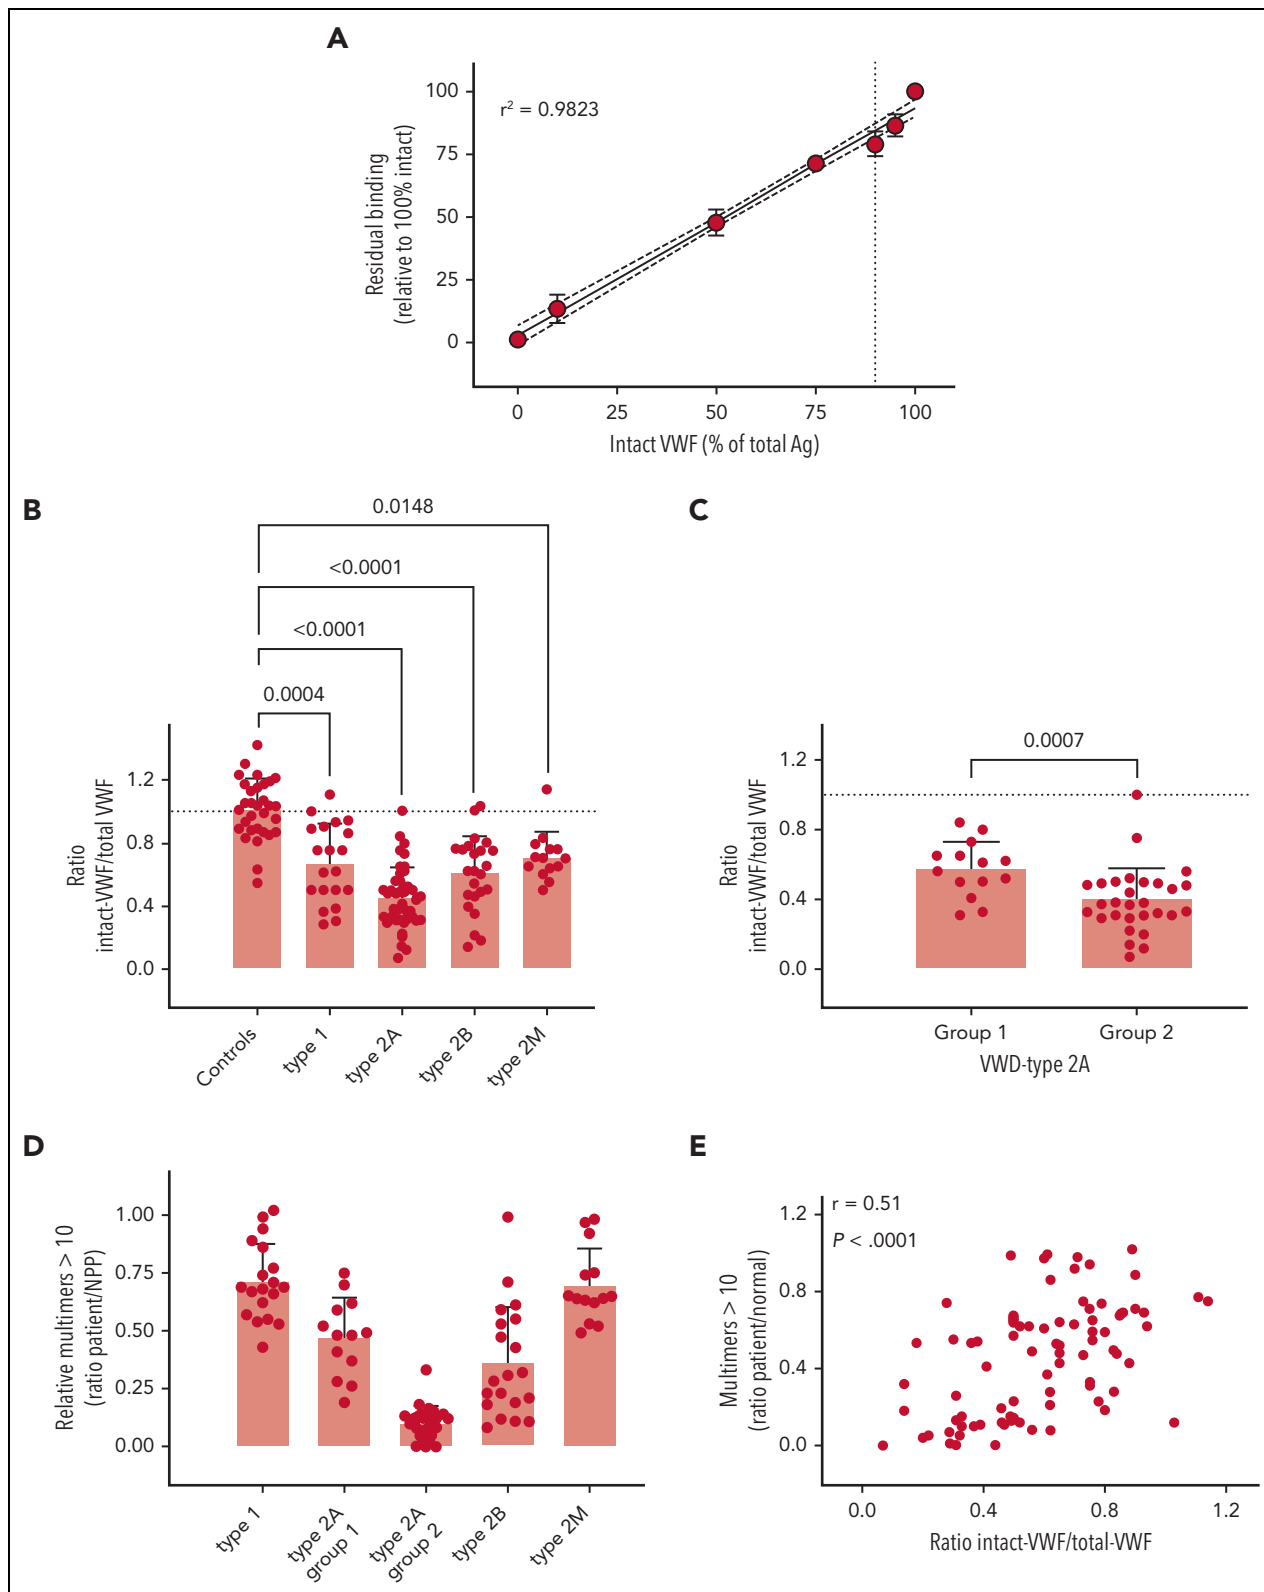 A
100
75
50
25
0
r² = 0.9823
Residual binding
(relative to 100% intact)
0
25
50
75
100
Intact VWF (% of total Ag)
B
0.0148
<0.0001
<0.0001
0.0004
1.2
0.8
0.4
0.0
Ratio
intact-VWF/total VWF
Controls
type 1
type 2A
type 2B
type 2M
C
0.0007
1.2
0.8
0.4
0.0
Ratio
intact-VWF/total VWF
Group 1
Group 2
VWD-type 2A
D
1.00
0.75
0.50
0.25
0.00
Relative multimers > 10
(ratio patient/NPP)
type 1
type 2A
group 1
type 2A
group 2
type 2B
type 2M
E
r = 0.51
P < .0001
1.2
0.8
0.4
0.0
Multimers > 10
(ratio patient/normal)
0.0
0.4
0.8
1.2
Ratio intact-VWF/total-VWF